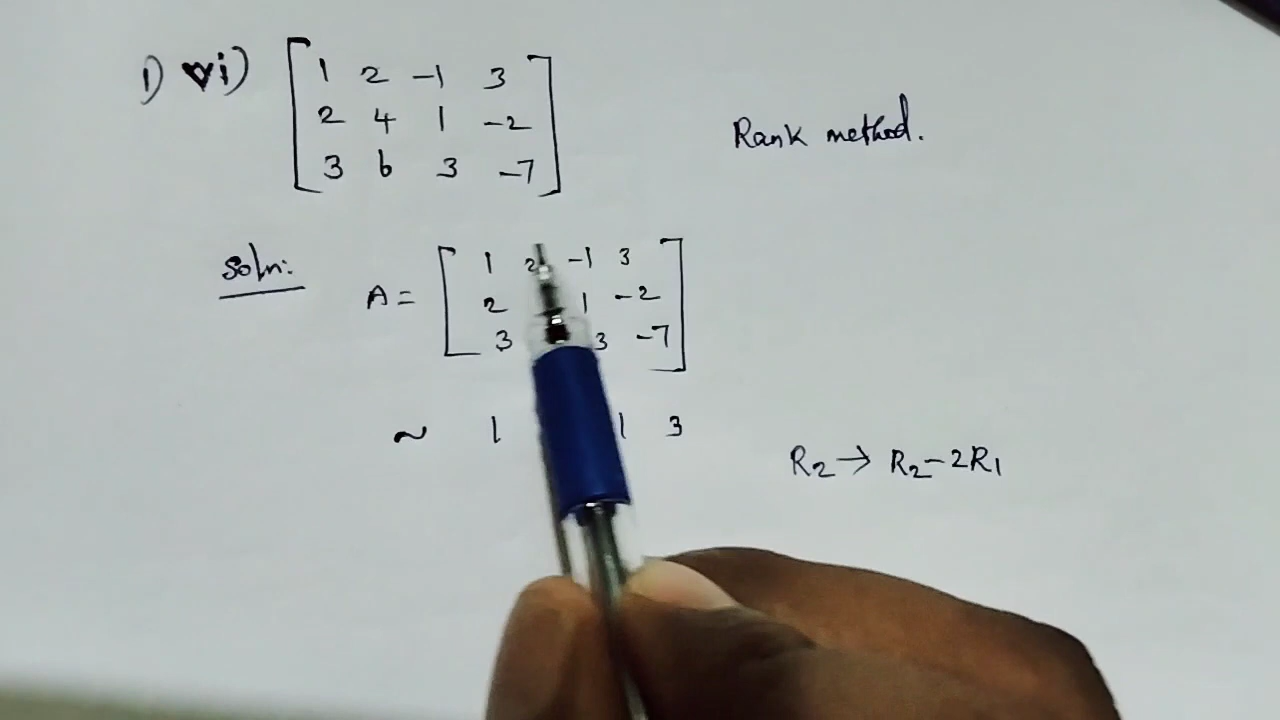 1) vi) 1 2 -1 3
2 4 1 -2
3 6 3 -7
Rank method.
Soln: A = 1 2 -1 3
2 1 -2
3 3 -7
~ 1 1 3
R2 → R2-2R1